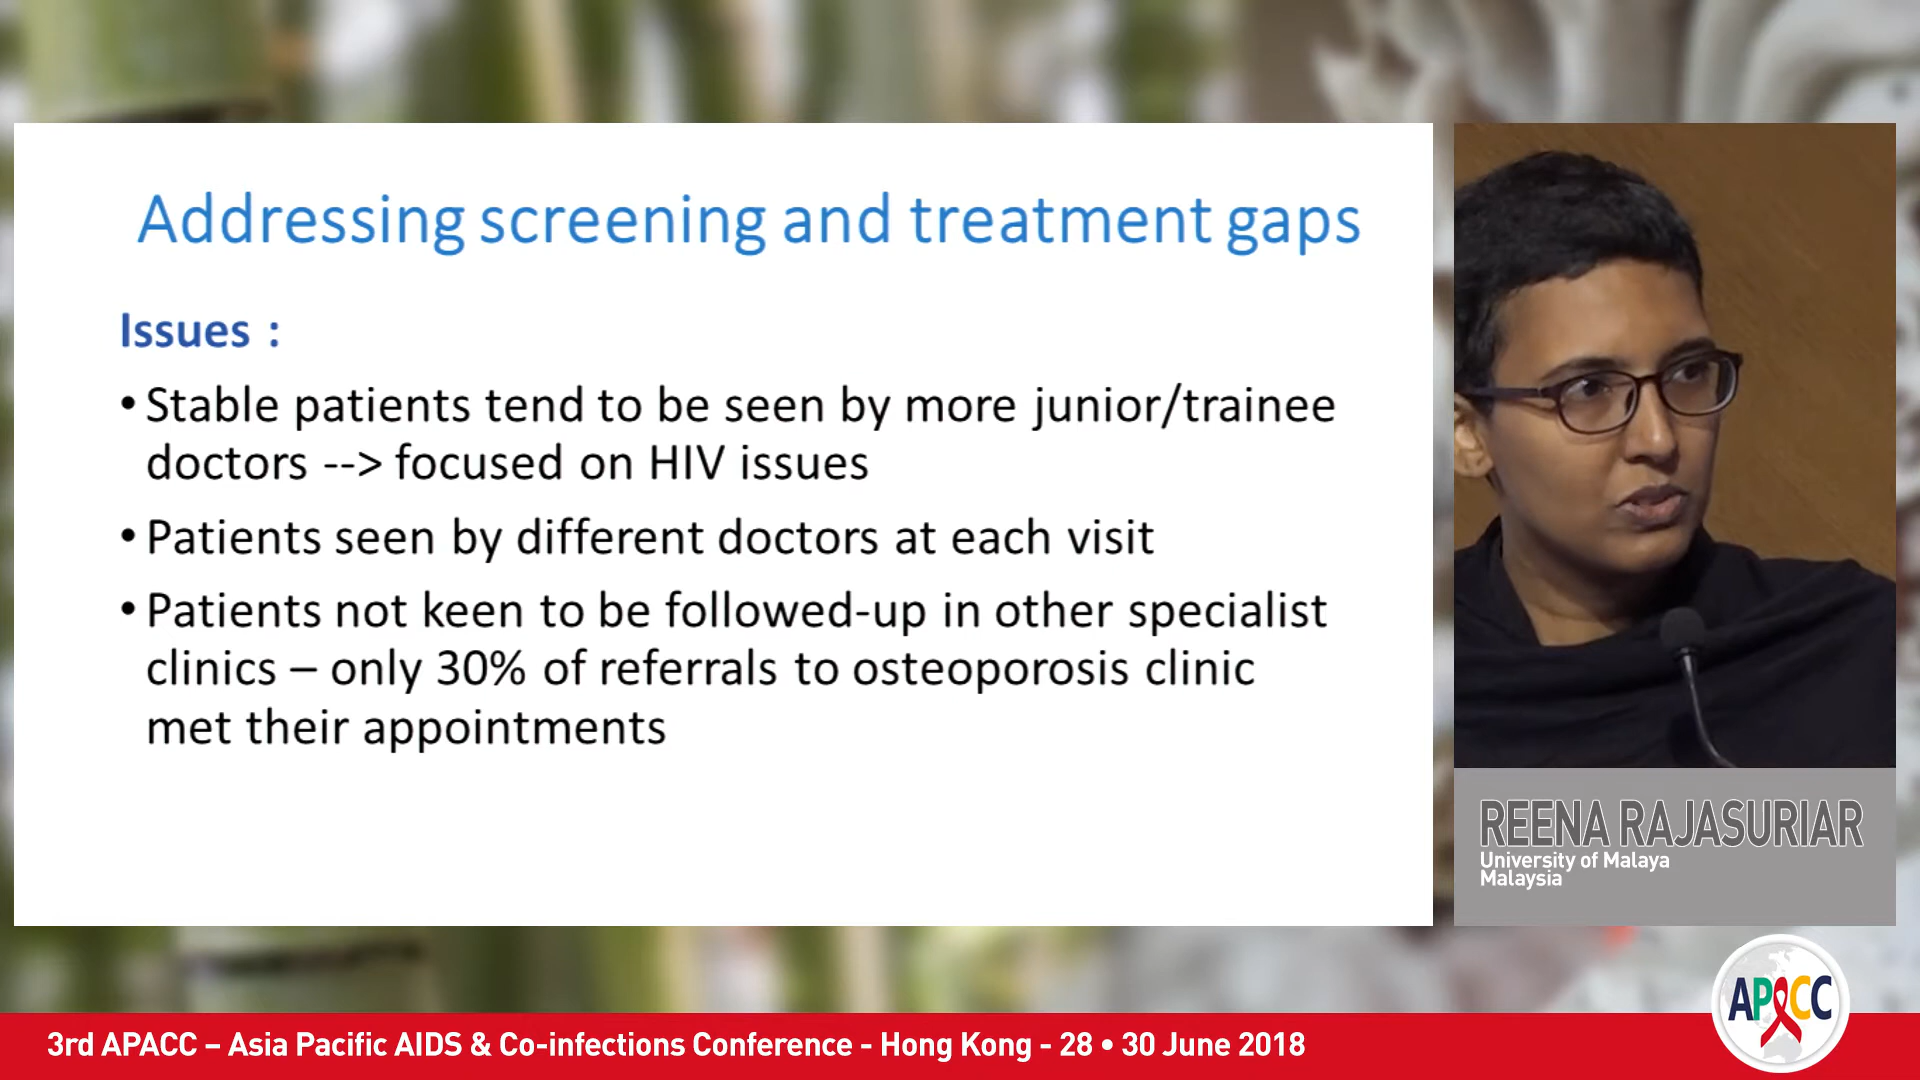 Addressing screening and treatment gaps
Issues :
• Stable patients tend to be seen by more junior/trainee
doctors --> focused on HIV issues
• Patients seen by different doctors at each visit
• Patients not keen to be followed-up in other specialist
clinics – only 30% of referrals to osteoporosis clinic
met their appointments
REENA RAJASURIAR
University of Malaya
Malaysia
APACC
3rd APACC – Asia Pacific AIDS & Co-infections Conference - Hong Kong - 28 • 30 June 2018